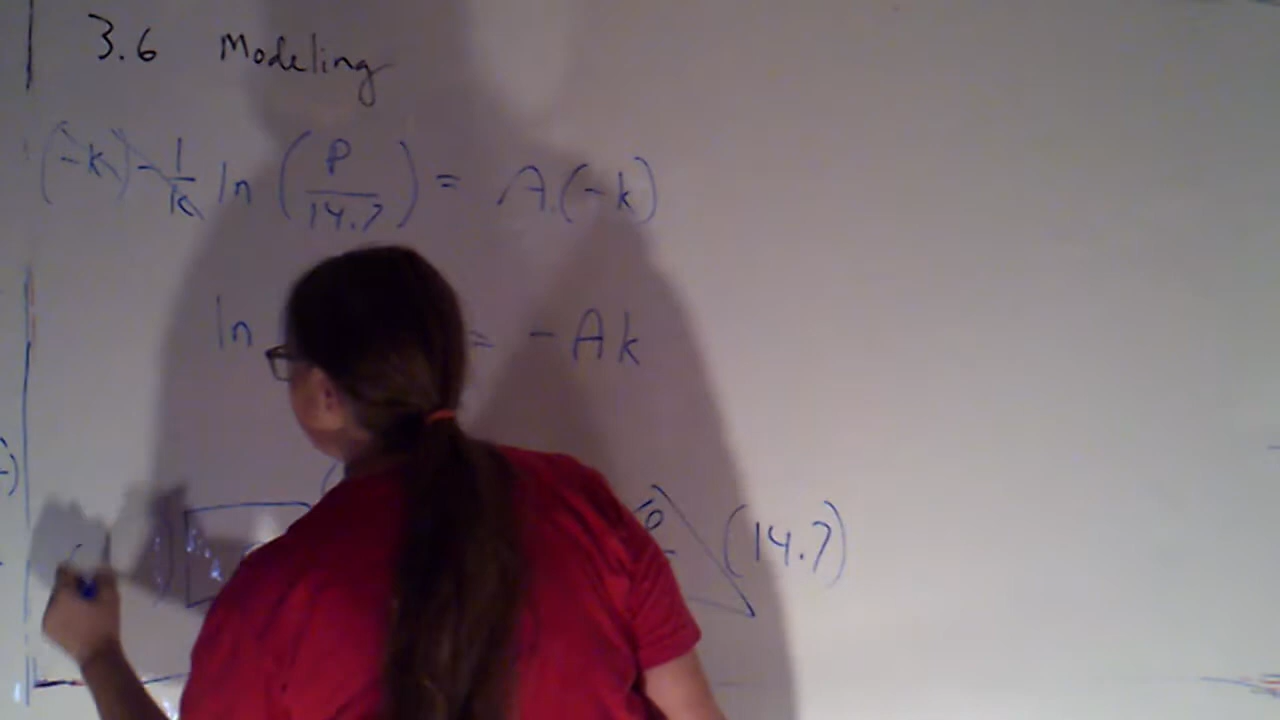 3.6 Modeling
(-k) - 1/k ln (P/14.7) = A.(-k)
ln = -Ak
(14.7)